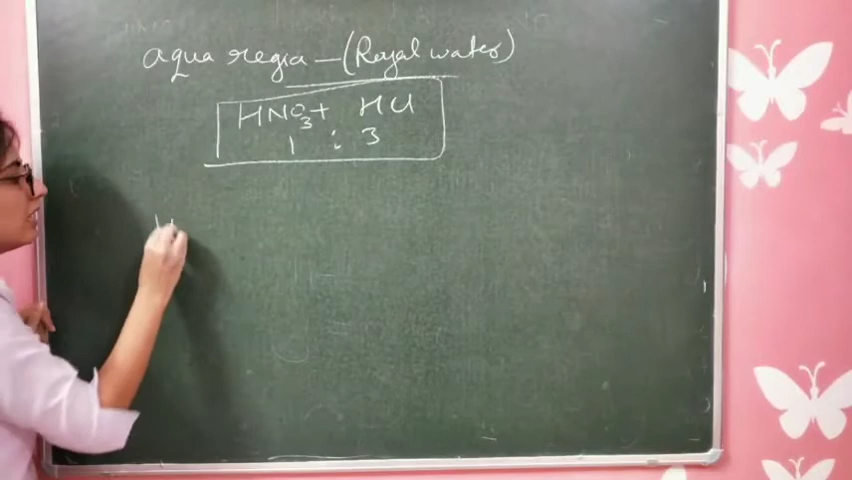 aqua regia — (Royal water)
HNO₃ + HCl
1 : 3
H